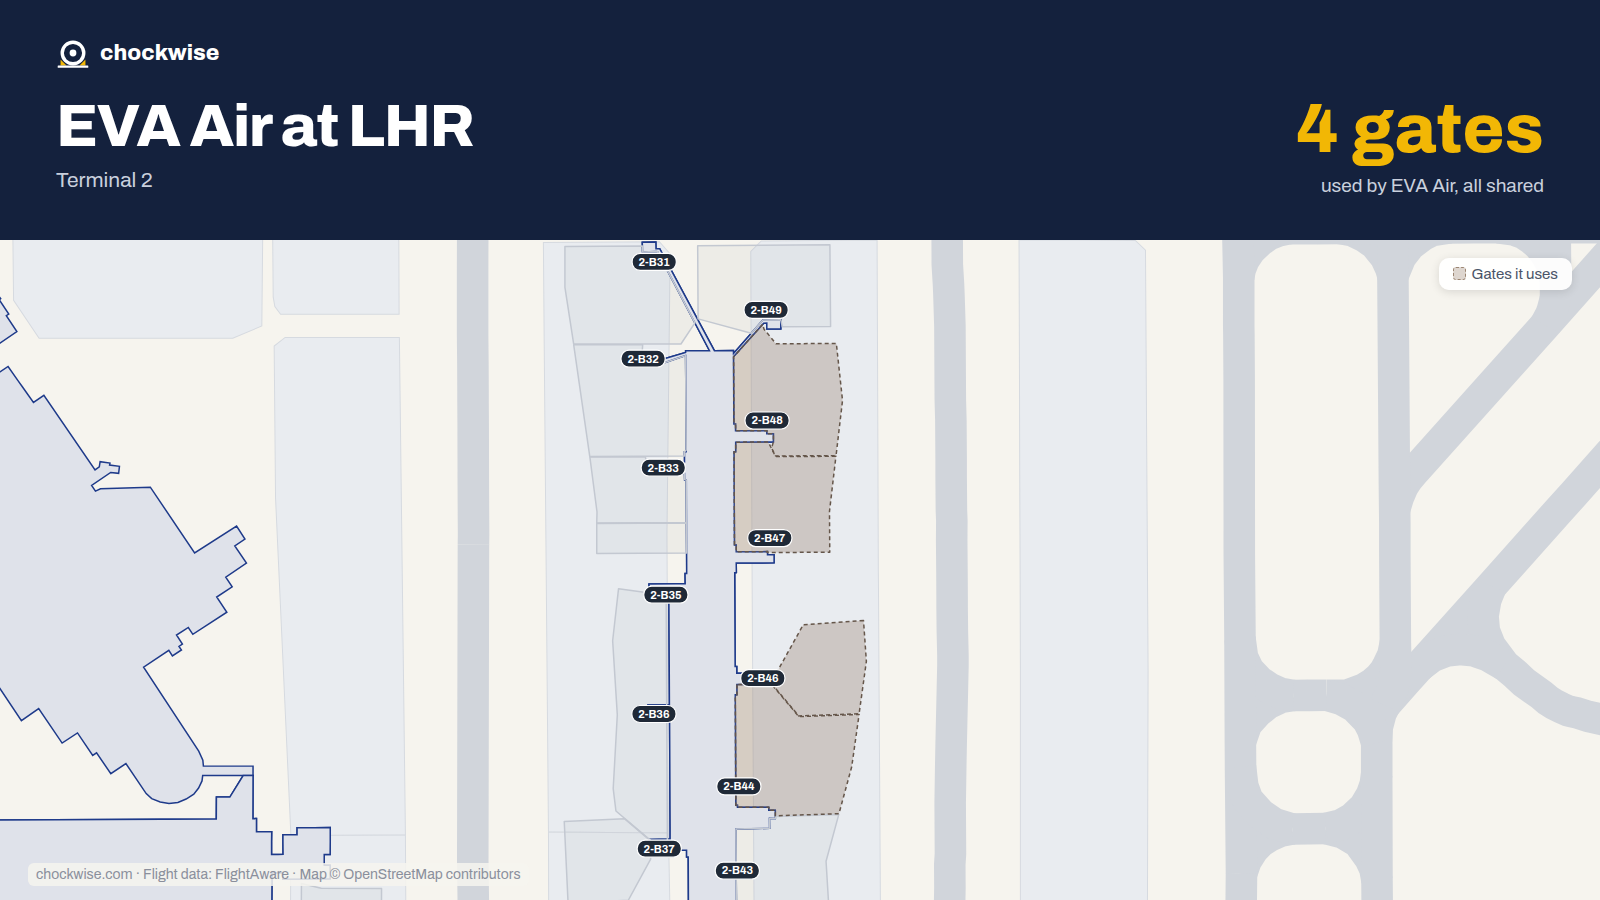 chockwise
EVA Air at LHR
Terminal 2
4 gates
used by EVA Air, all shared
Gates it uses
2-B31
2-B49
2-B32
2-B48
2-B33
2-B47
2-B35
2-B46
2-B36
2-B44
2-B37
2-B43
chockwise.com · Flight data: FlightAware · Map © OpenStreetMap contributors